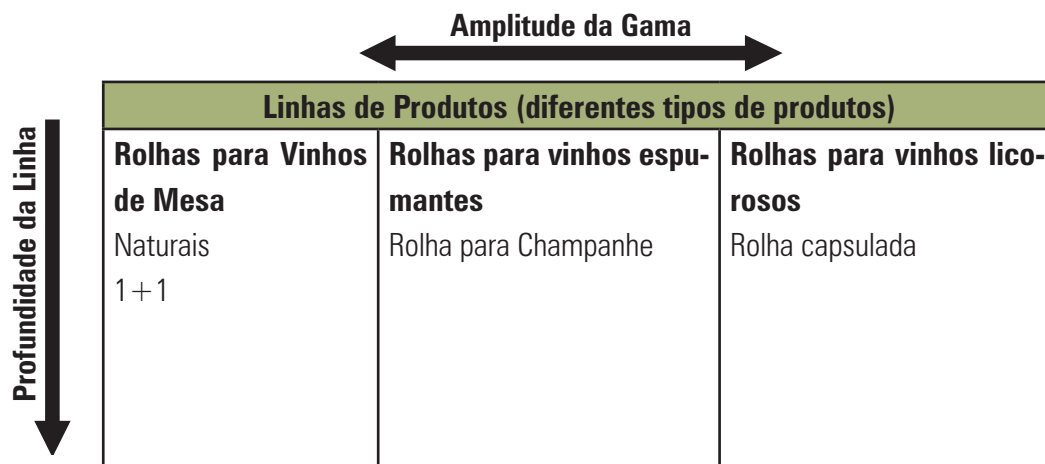 Amplitude da Gama
Profundidade da Linha
Linhas de Produtos (diferentes tipos de produtos)
Rolhas para Vinhos
de Mesa
Naturais
1+1
Rolhas para vinhos espu-
mantes
Rolha para Champanhe
Rolhas para vinhos lico-
rosos
Rolha capsulada